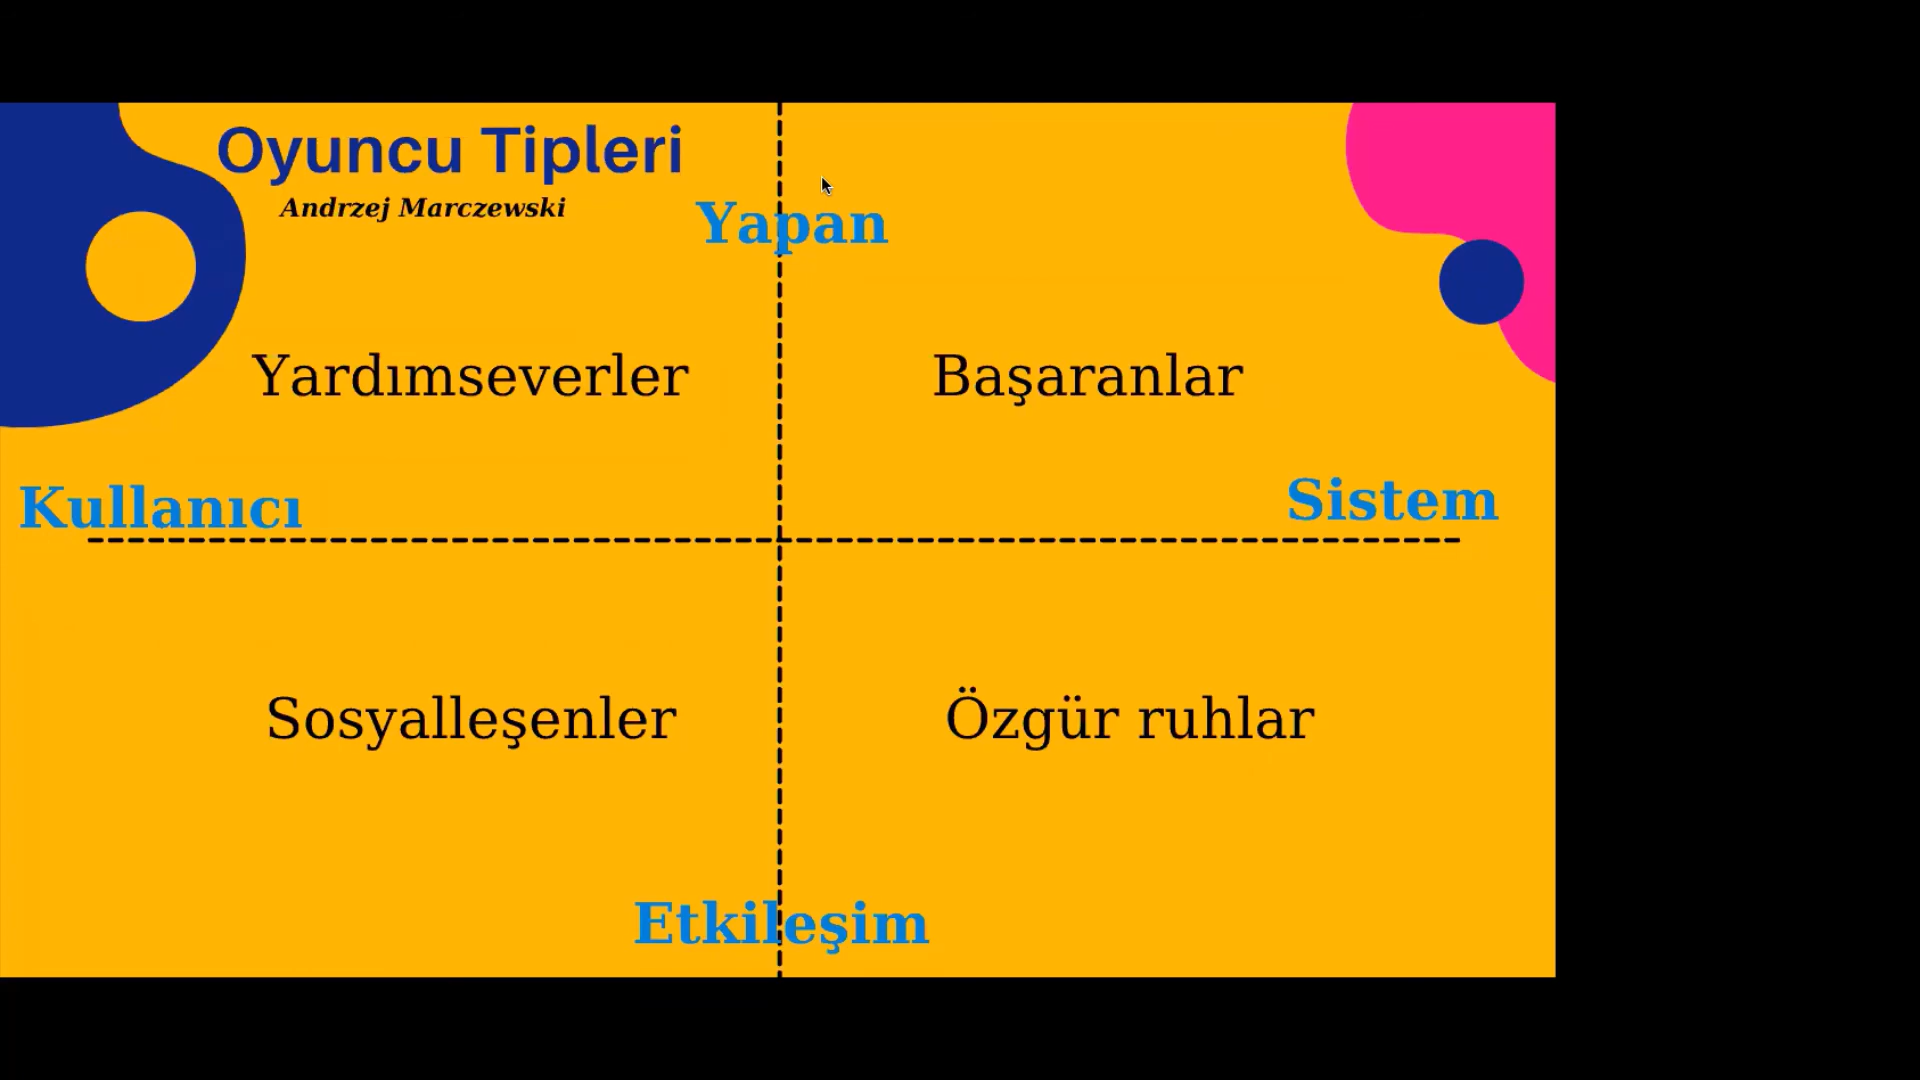 Oyuncu Tipleri
Andrzej Marczewski
Yapan
Yardımseverler
Başaranlar
Kullanıcı
Sistem
Sosyalleşenler
Özgür ruhlar
Etkileşim